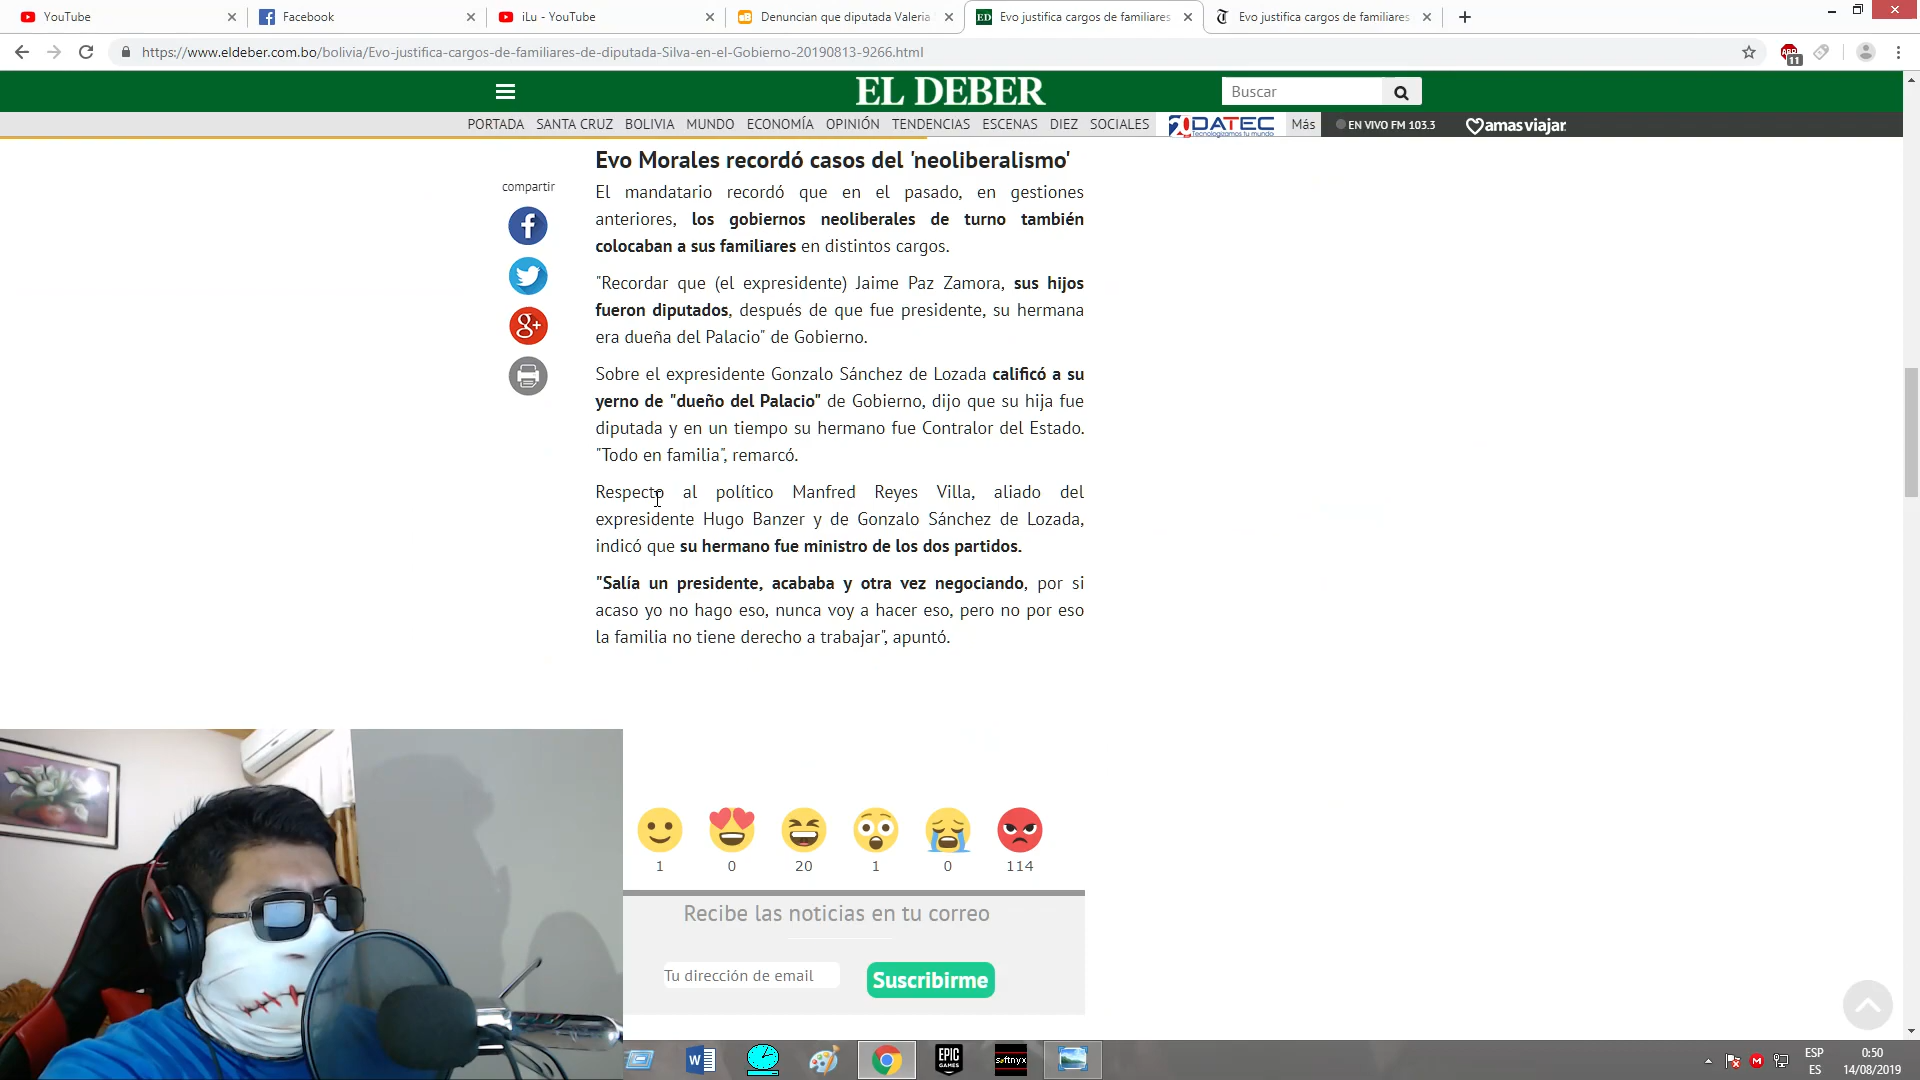 YouTube
Facebook
iLu - YouTube
Denuncian que diputada Valeria
ED
Evo justifica cargos de familiares
Evo justifica cargos de familiares
https://www.eldeber.com.bo/bolivia/Evo-justifica-cargos-de-familiares-de-diputada-Silva-en-el-Gobierno-20190813-9266.html
ABP
11
EL DEBER
Buscar
PORTADA SANTA CRUZ BOLIVIA MUNDO ECONOMÍA OPINIÓN TENDENCIAS ESCENAS DIEZ SOCIALES
DATEC
Tecnologizamos tu mundo
Más
EN VIVO FM 103.3
amasviajar
Evo Morales recordó casos del 'neoliberalismo'
compartir
El mandatario recordó que en el pasado, en gestiones
anteriores, los gobiernos neoliberales de turno también
colocaban a sus familiares en distintos cargos.
"Recordar que (el expresidente) Jaime Paz Zamora, sus hijos
fueron diputados, después de que fue presidente, su hermana
era dueña del Palacio" de Gobierno.
Sobre el expresidente Gonzalo Sánchez de Lozada calificó a su
yerno de "dueño del Palacio" de Gobierno, dijo que su hija fue
diputada y en un tiempo su hermano fue Contralor del Estado.
"Todo en familia", remarcó.
Respecto al político Manfred Reyes Villa, aliado del
expresidente Hugo Banzer y de Gonzalo Sánchez de Lozada,
indicó que su hermano fue ministro de los dos partidos.
"Salía un presidente, acababa y otra vez negociando, por si
acaso yo no hago eso, nunca voy a hacer eso, pero no por eso
la familia no tiene derecho a trabajar", apuntó.
1 0 20 1 0 114
Recibe las noticias en tu correo
Tu dirección de email
Suscribirme
EPIC
GAMES
softnyx
ESP
ES
0:50
14/08/2019